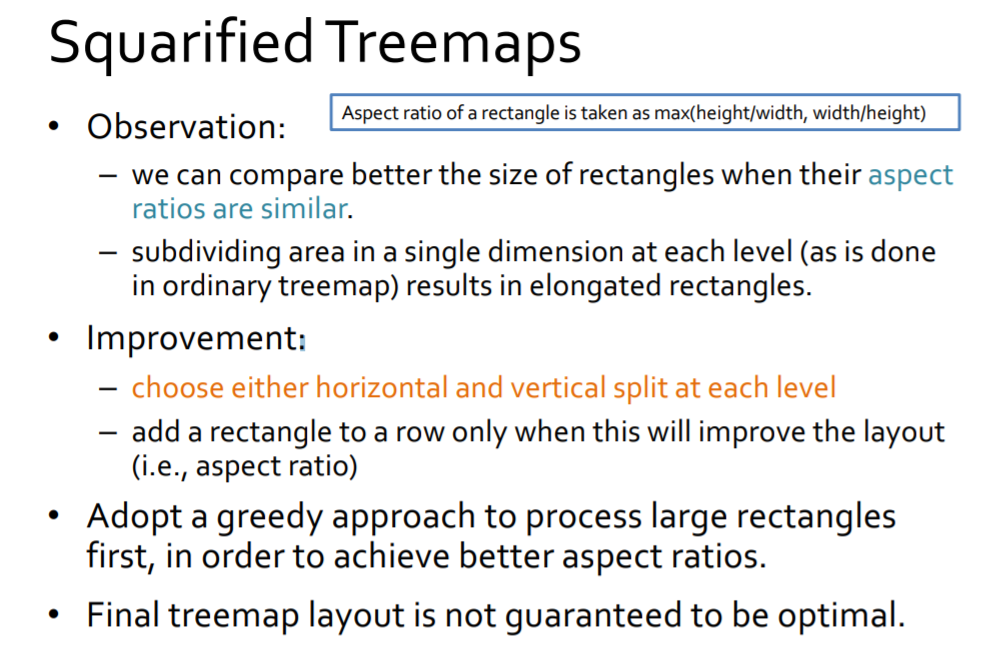 Squarified Treemaps
Aspect ratio of a rectangle is taken as max(height/width, width/height)
• Observation:
– we can compare better the size of rectangles when their aspect
ratios are similar.
– subdividing area in a single dimension at each level (as is done
in ordinary treemap) results in elongated rectangles.
• Improvement:
– choose either horizontal and vertical split at each level
– add a rectangle to a row only when this will improve the layout
(i.e., aspect ratio)
• Adopt a greedy approach to process large rectangles
first, in order to achieve better aspect ratios.
• Final treemap layout is not guaranteed to be optimal.